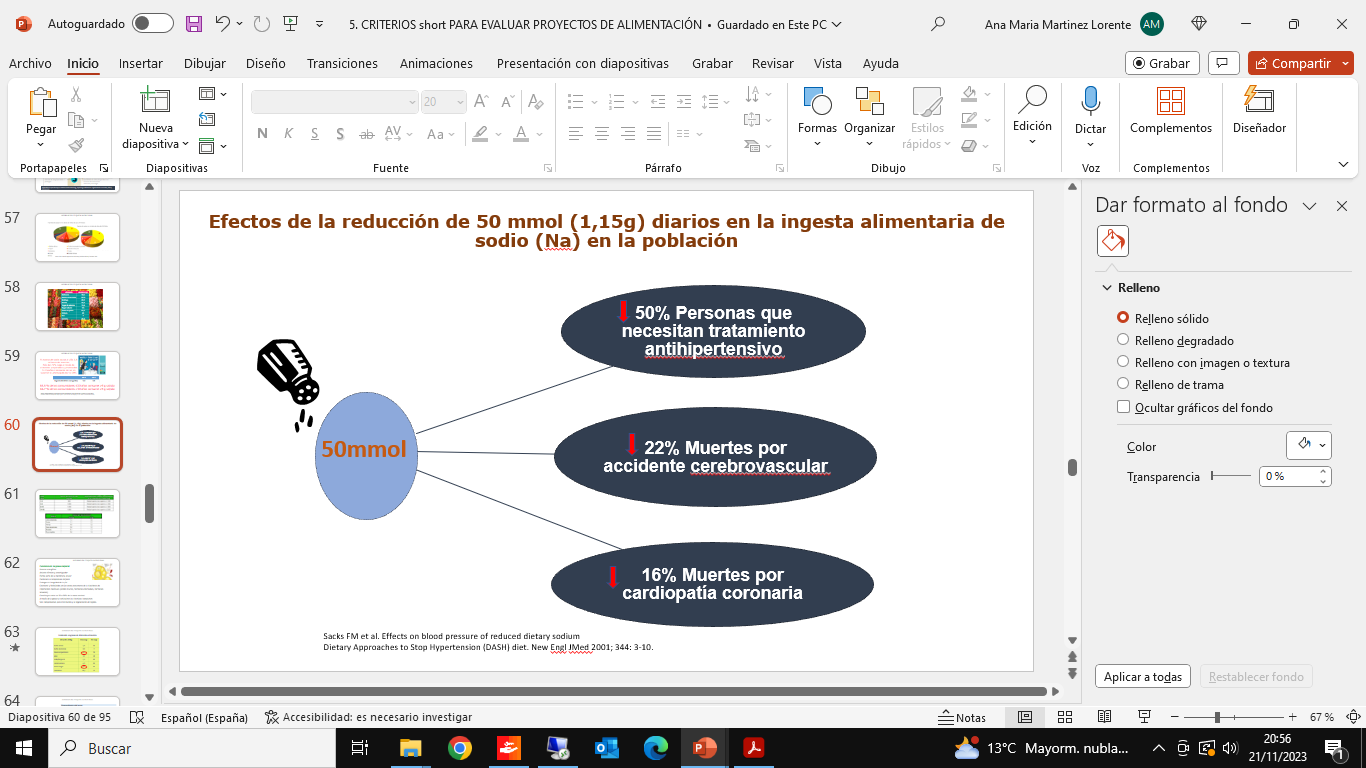 Autoguardado
5. CRITERIOS short PARA EVALUAR PROYECTOS DE ALIMENTACIÓN • Guardado en Este PC
Ana Maria Martinez Lorente
AM
Archivo Inicio Insertar Dibujar Diseño Transiciones Animaciones Presentación con diapositivas Grabar Revisar Vista Ayuda
Grabar
Compartir
Pegar
Nueva
diapositiva
20
N K S S ab AV Aa A
Formas
Organizar
Estilos
rápidos
Edición
Dictar
Complementos
Diseñador
Portapapeles
Diapositivas
Fuente
Párrafo
Dibujo
Voz
Complementos
57
58
59
60
61
62
63
64
Efectos de la reducción de 50 mmol (1,15g) diarios en la ingesta alimentaria de
sodio (Na) en la población
50mmol
50% Personas que
necesitan tratamiento
antihipertensivo
22% Muertes por
accidente cerebrovascular
16% Muertes por
cardiopatía coronaria
Sacks FM et al. Effects on blood pressure of reduced dietary sodium
Dietary Approaches to Stop Hypertension (DASH) diet. New Engl JMed 2001; 344: 3-10.
Dar formato al fondo
Relleno
Relleno sólido
Relleno degradado
Relleno con imagen o textura
Relleno de trama
Ocultar gráficos del fondo
Color
Transparencia
0 %
Aplicar a todas
Restablecer fondo
Diapositiva 60 de 95
Español (España)
Accesibilidad: es necesario investigar
Notas
67 %
Buscar
13°C Mayorm. nubla...
20:56
21/11/2023
1